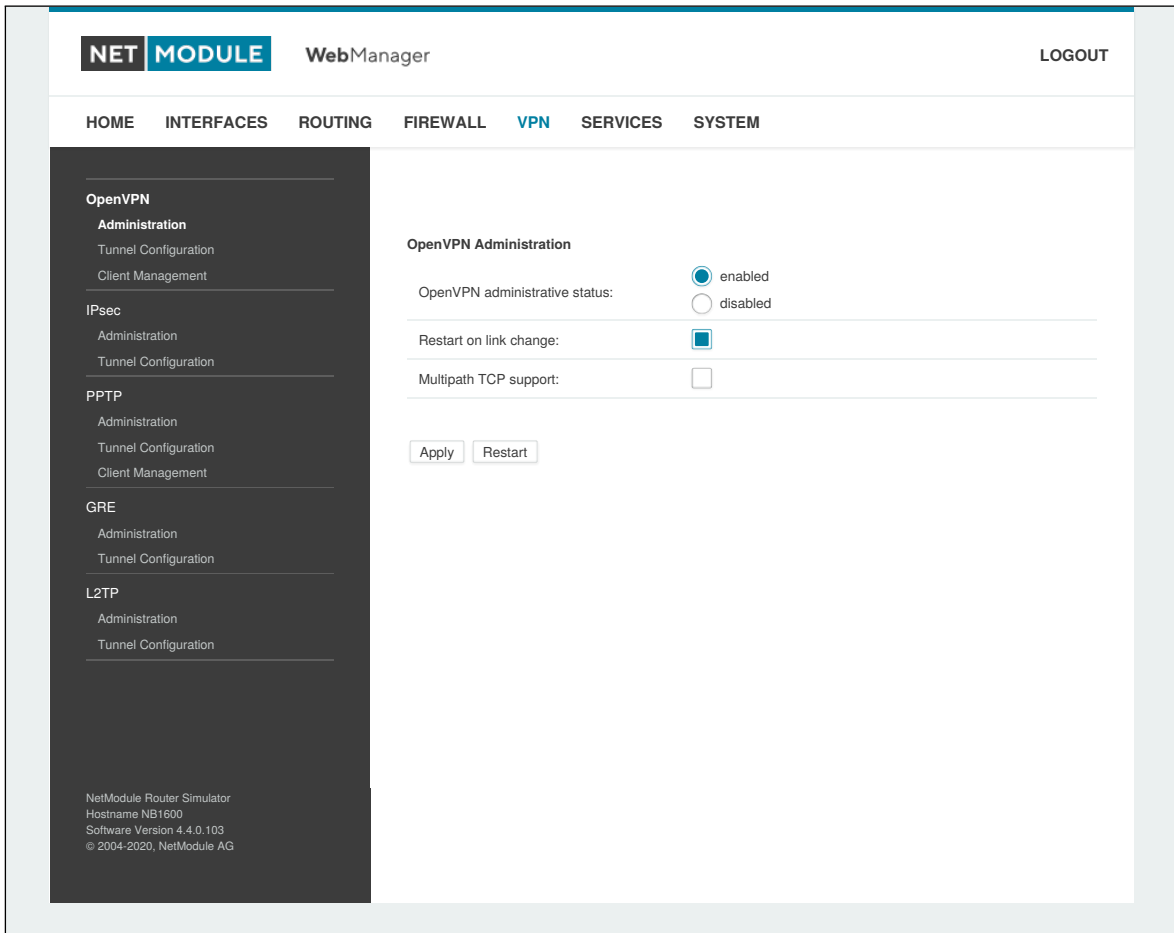 NET MODULE WebManager LOGOUT
HOME INTERFACES ROUTING FIREWALL VPN SERVICES SYSTEM
OpenVPN
Administration
Tunnel Configuration
Client Management
IPsec
Administration
Tunnel Configuration
PPTP
Administration
Tunnel Configuration
Client Management
GRE
Administration
Tunnel Configuration
L2TP
Administration
Tunnel Configuration
NetModule Router Simulator
Hostname NB1600
Software Version 4.4.0.103
© 2004-2020, NetModule AG
OpenVPN Administration
OpenVPN administrative status:
enabled
disabled
Restart on link change:
Multipath TCP support:
Apply Restart